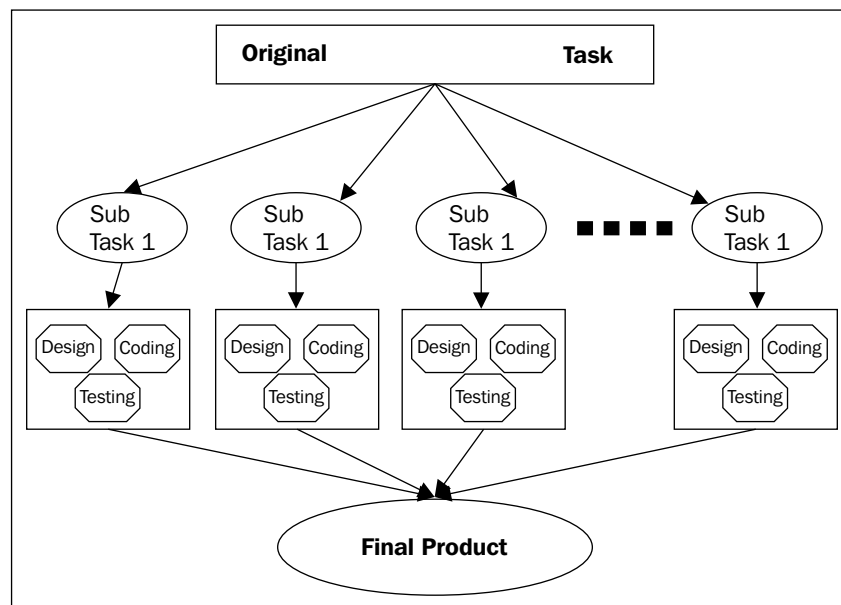 Original Task
Sub
Task 1
Sub
Task 1
Sub
Task 1
Sub
Task 1
Design Coding
Testing
Design Coding
Testing
Design Coding
Testing
Design Coding
Testing
Final Product